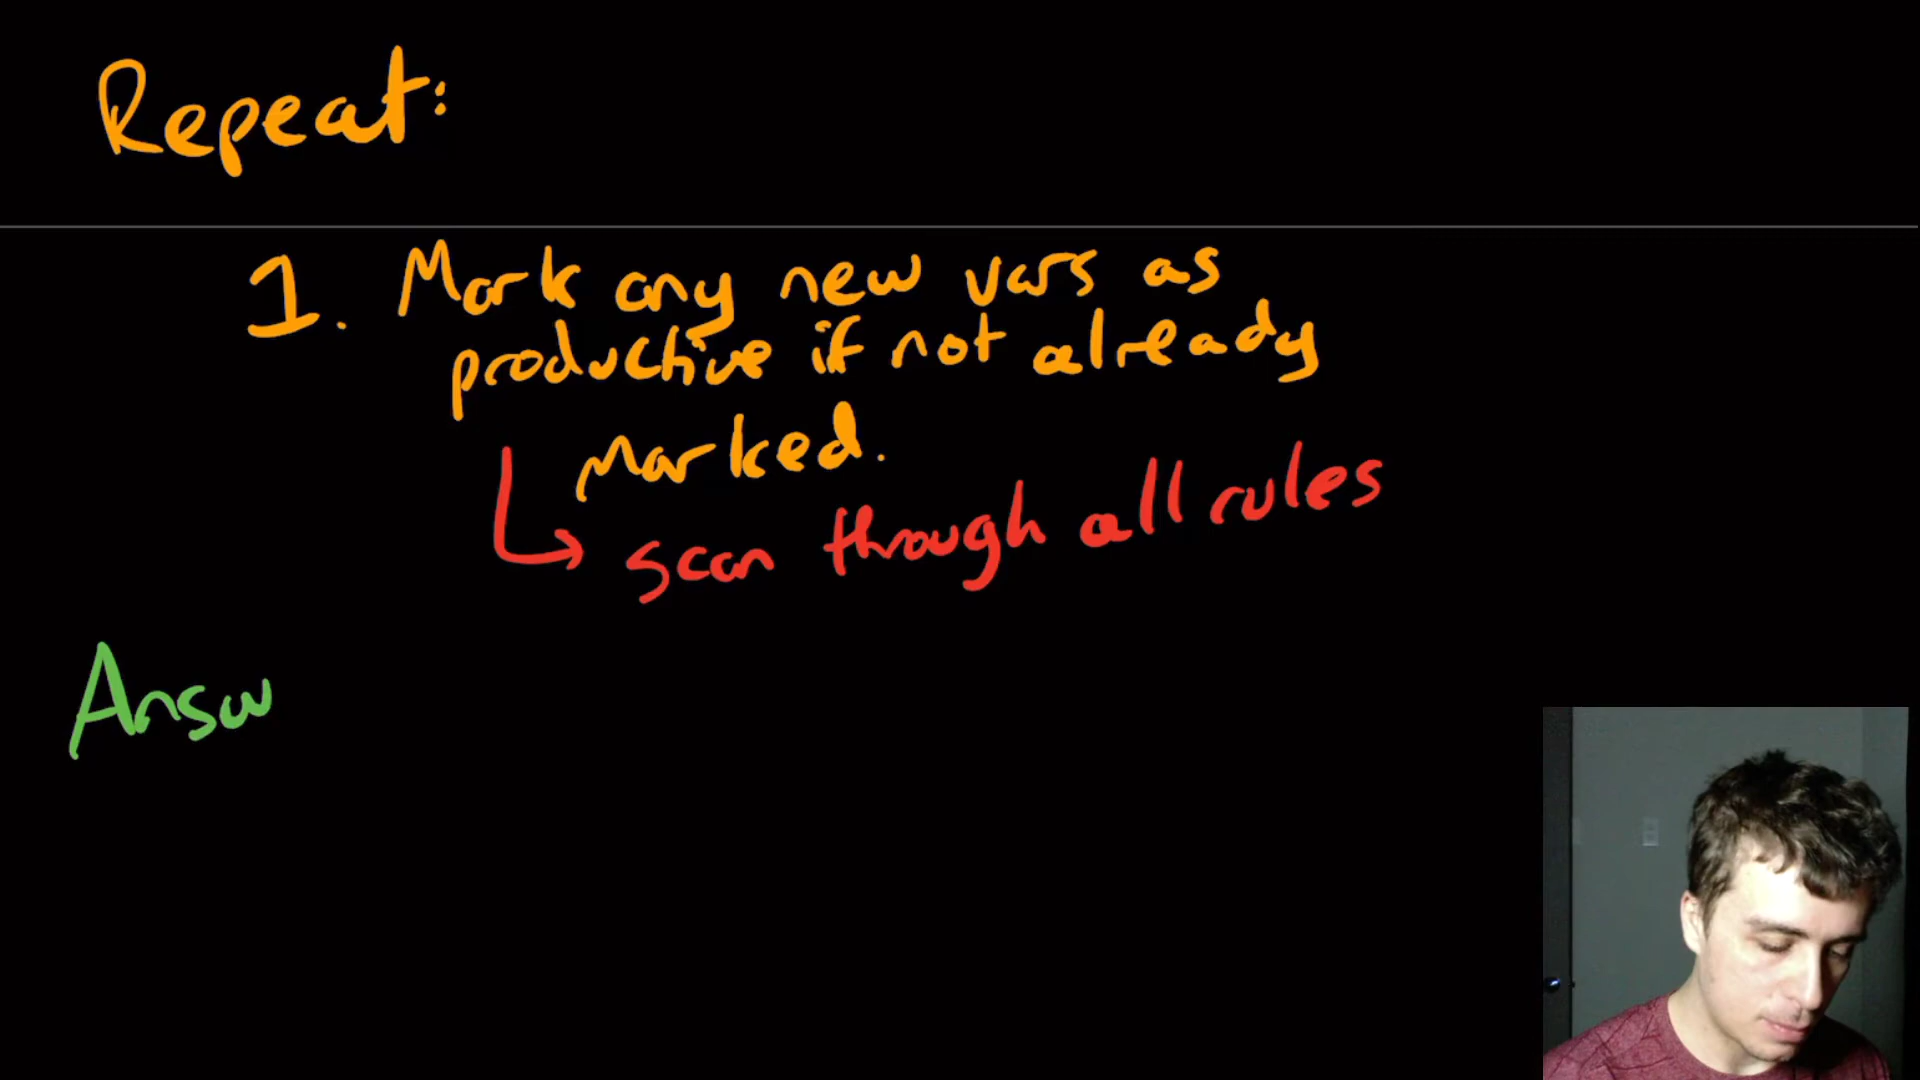 Repeat:
1. Mark any new vars as
productive if not already
marked.
scan through all rules
Answ